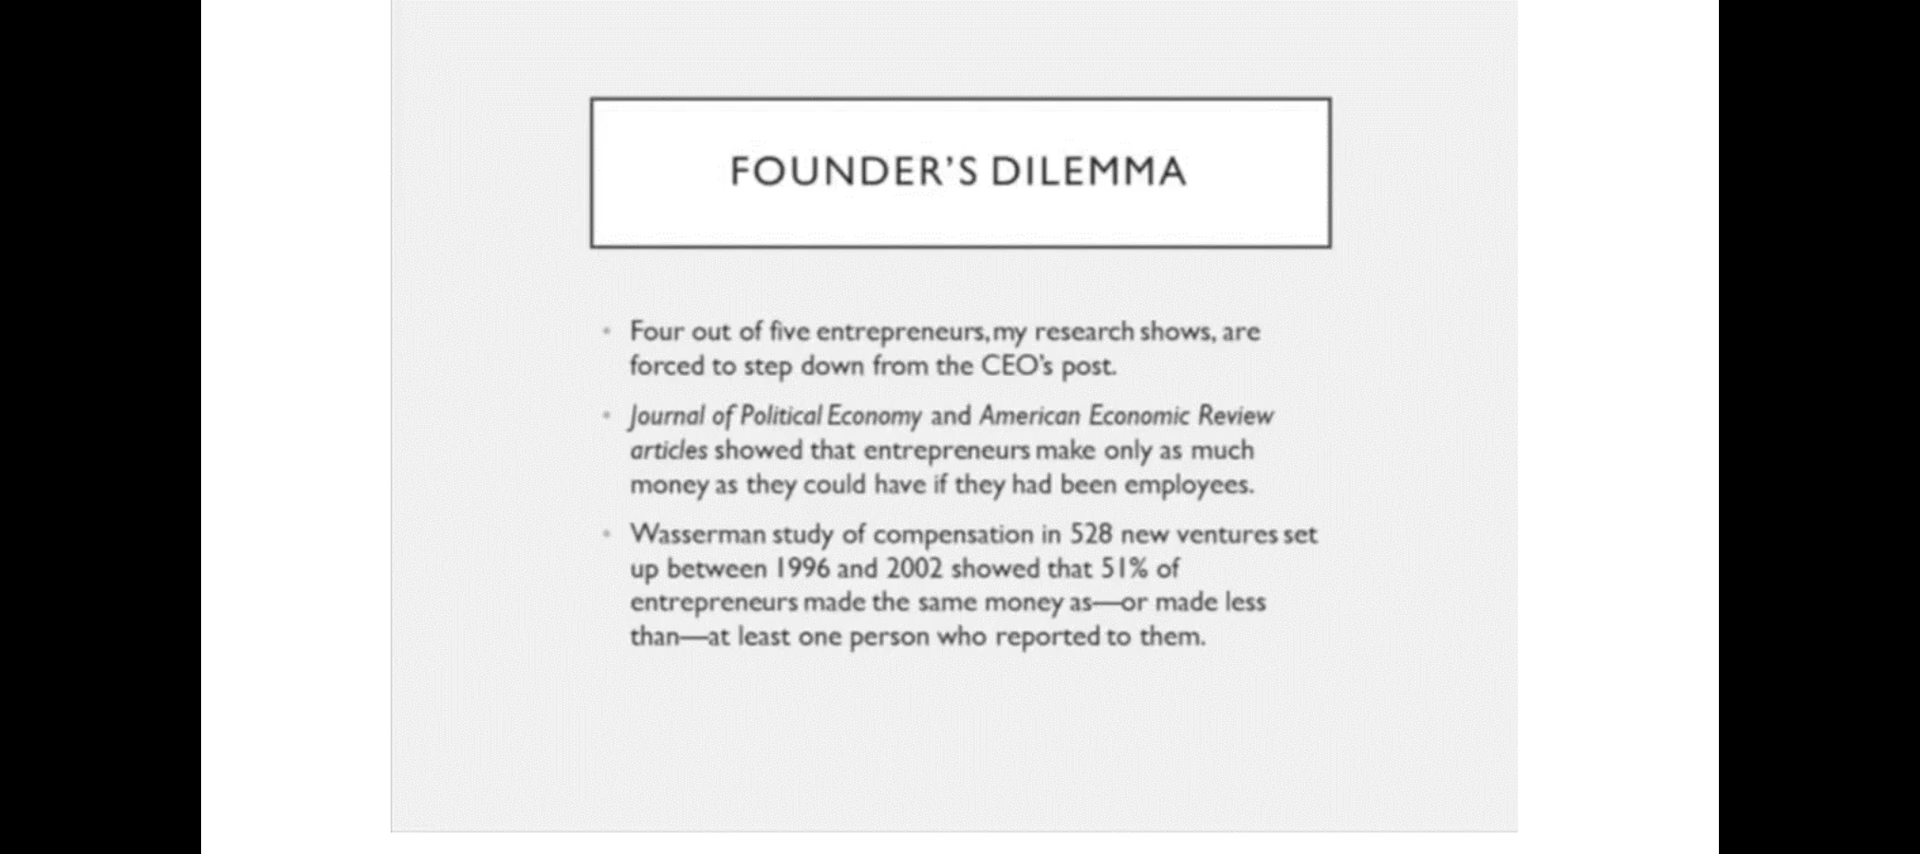 FOUNDER’S DILEMMA
• Four out of five entrepreneurs, my research shows, are
forced to step down from the CEO’s post.
• Journal of Political Economy and American Economic Review
articles showed that entrepreneurs make only as much
money as they could have if they had been employees.
• Wasserman study of compensation in 528 new ventures set
up between 1996 and 2002 showed that 51% of
entrepreneurs made the same money as—or made less
than—at least one person who reported to them.